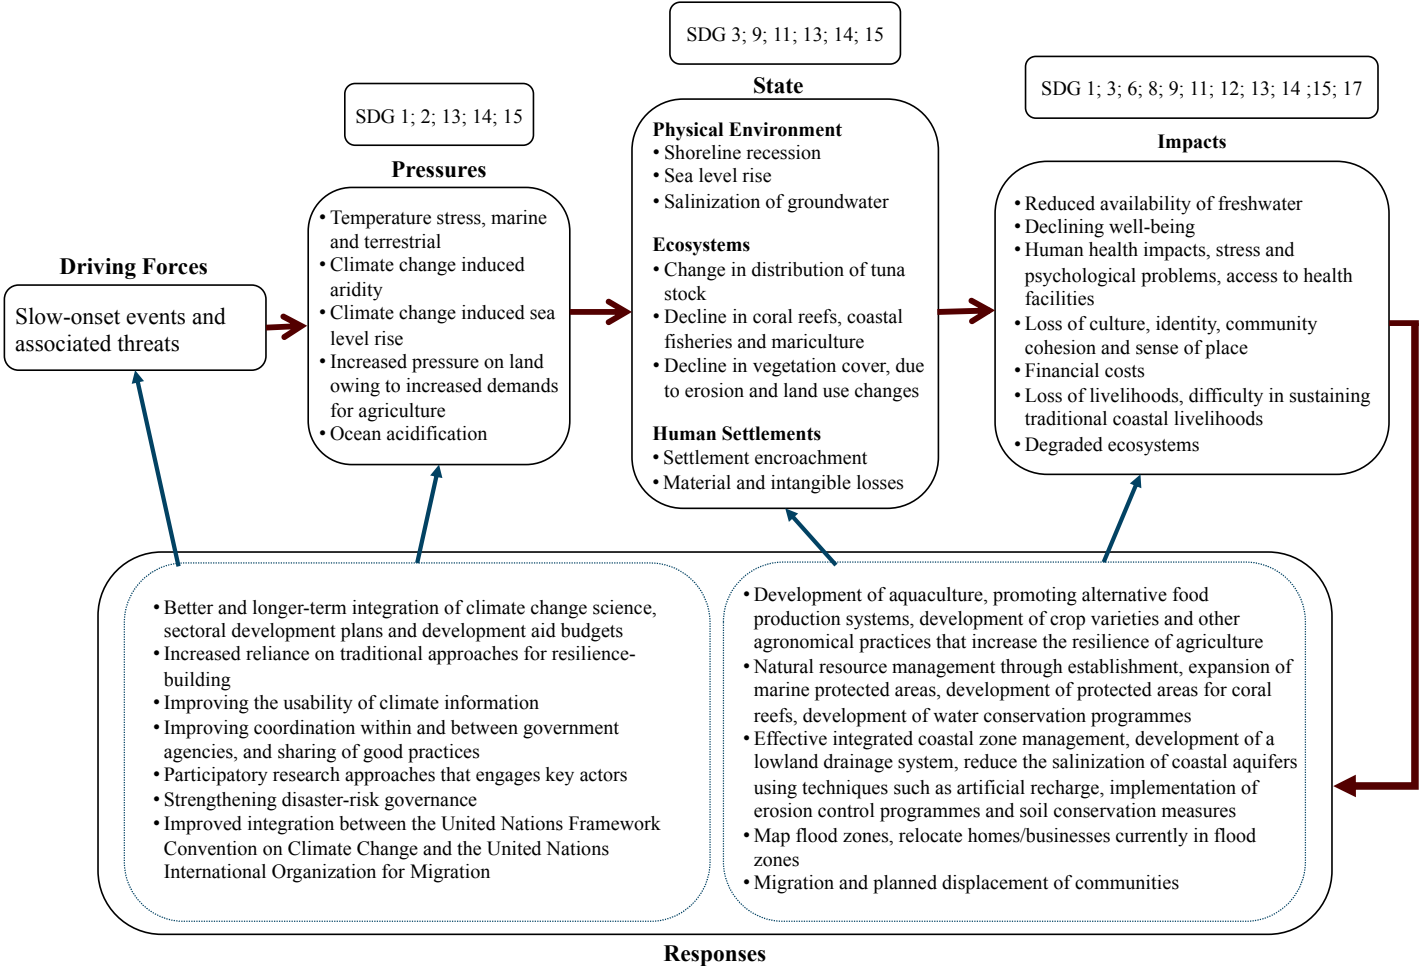 SDG 3; 9; 11; 13; 14; 15
State
SDG 1; 3; 6; 8; 9; 11; 12; 13; 14 ;15; 17
Impacts
SDG 1; 2; 13; 14; 15
Pressures
Driving Forces
Slow-onset events and
associated threats
• Temperature stress, marine
and terrestrial
• Climate change induced
aridity
• Climate change induced sea
level rise
• Increased pressure on land
owing to increased demands
for agriculture
• Ocean acidification
Physical Environment
• Shoreline recession
• Sea level rise
• Salinization of groundwater
Ecosystems
• Change in distribution of tuna
stock
• Decline in coral reefs, coastal
fisheries and mariculture
• Decline in vegetation cover, due
to erosion and land use changes
Human Settlements
• Settlement encroachment
• Material and intangible losses
• Reduced availability of freshwater
• Declining well-being
• Human health impacts, stress and
psychological problems, access to health
facilities
• Loss of culture, identity, community
cohesion and sense of place
• Financial costs
• Loss of livelihoods, difficulty in sustaining
traditional coastal livelihoods
• Degraded ecosystems
• Better and longer-term integration of climate change science,
sectoral development plans and development aid budgets
• Increased reliance on traditional approaches for resilience-
building
• Improving the usability of climate information
• Improving coordination within and between government
agencies, and sharing of good practices
• Participatory research approaches that engages key actors
• Strengthening disaster-risk governance
• Improved integration between the United Nations Framework
Convention on Climate Change and the United Nations
International Organization for Migration
• Development of aquaculture, promoting alternative food
production systems, development of crop varieties and other
agronomical practices that increase the resilience of agriculture
• Natural resource management through establishment, expansion of
marine protected areas, development of protected areas for coral
reefs, development of water conservation programmes
• Effective integrated coastal zone management, development of a
lowland drainage system, reduce the salinization of coastal aquifers
using techniques such as artificial recharge, implementation of
erosion control programmes and soil conservation measures
• Map flood zones, relocate homes/businesses currently in flood
zones
• Migration and planned displacement of communities
Responses